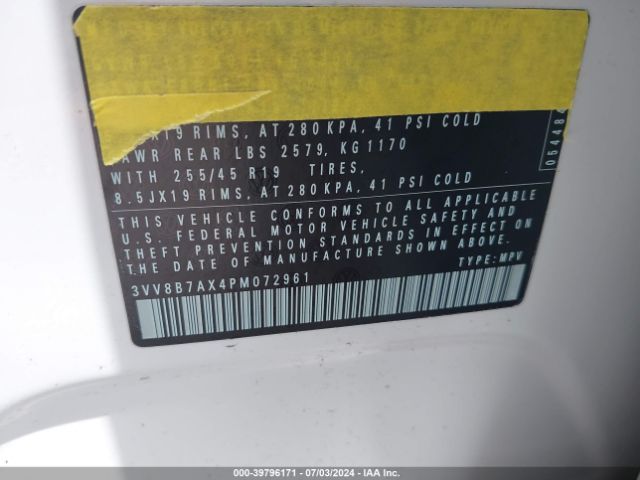 X19 RIMS, AT 280 KPA, 41 PSI COLD
GAWR REAR LBS 2579, KG 1170
WITH 255/45 R19 TIRES,
8.5JX19 RIMS, AT 280 KPA, 41 PSI COLD
THIS VEHICLE CONFORMS TO ALL APPLICABLE
U.S. FEDERAL MOTOR VEHICLE SAFETY AND
THEFT PREVENTION STANDARDS IN EFFECT ON
THE DATE OF MANUFACTURE SHOWN ABOVE.
3VV8B7AX4PM072961 TYPE: MPV
000-39796171 - 07/03/2024 - IAA Inc.